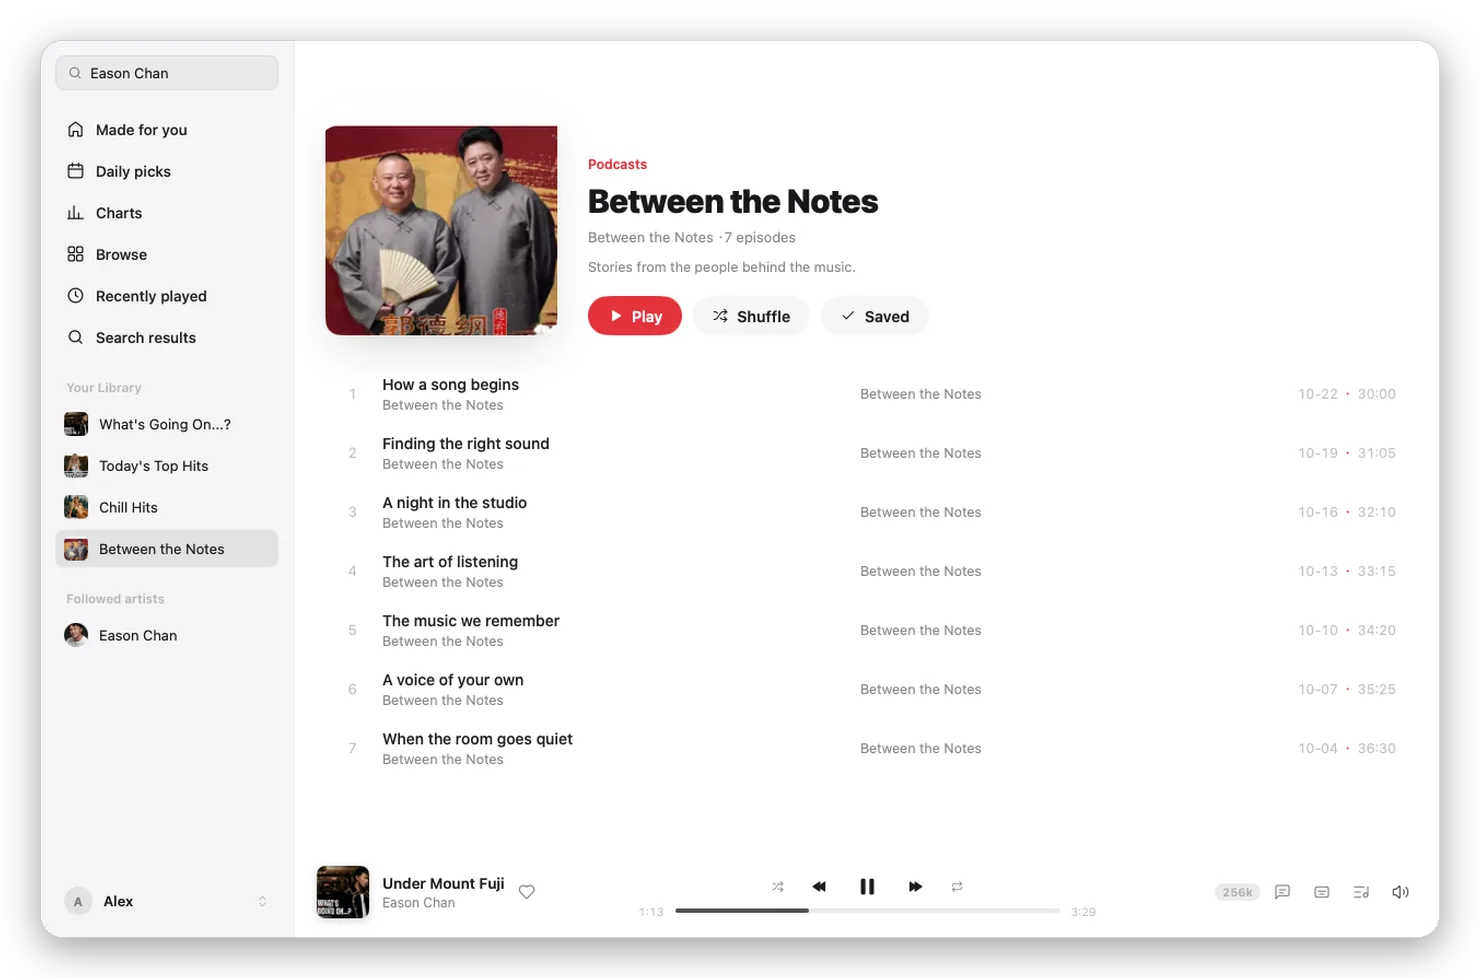 Eason Chan
Made for you
Daily picks
Charts
Browse
Recently played
Search results
Your Library
What's Going On...?
Today's Top Hits
Chill Hits
Between the Notes
Followed artists
Eason Chan
A
Alex
郭德纲
Podcasts
Between the Notes
Between the Notes · 7 episodes
Stories from the people behind the music.
Play
Shuffle
Saved
1 How a song begins Between the Notes 10-22 • 30:00
Between the Notes
2 Finding the right sound Between the Notes 10-19 • 31:05
Between the Notes
3 A night in the studio Between the Notes 10-16 • 32:10
Between the Notes
4 The art of listening Between the Notes 10-13 • 33:15
Between the Notes
5 The music we remember Between the Notes 10-10 • 34:20
Between the Notes
6 A voice of your own Between the Notes 10-07 • 35:25
Between the Notes
7 When the room goes quiet Between the Notes 10-04 • 36:30
Between the Notes
WHAT'S
GOING ON...?
Under Mount Fuji
Eason Chan
1:13
3:29
256k